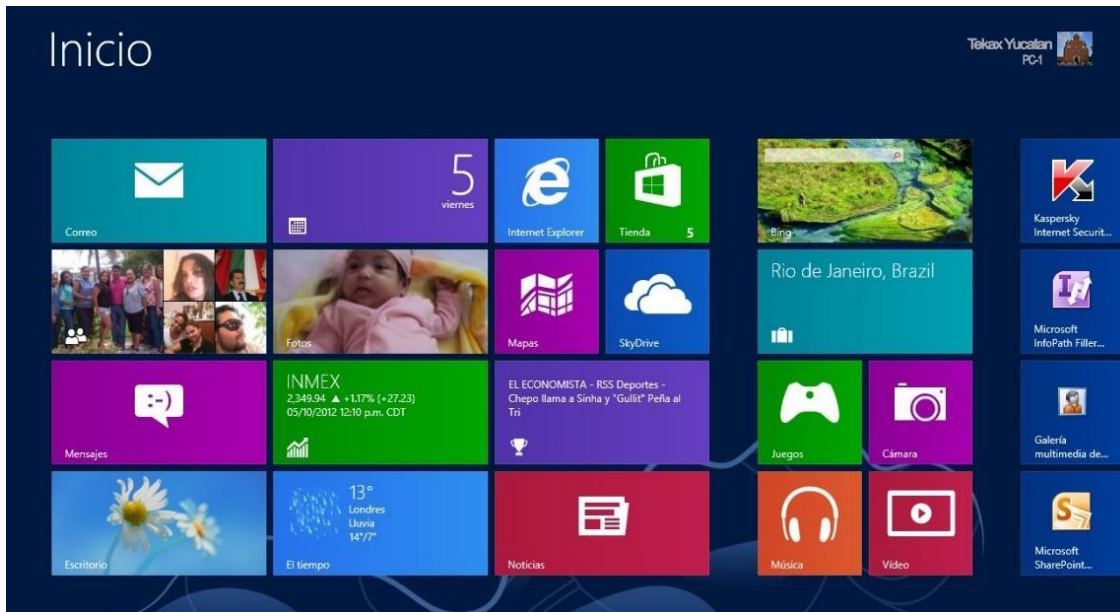 Inicio
Tekax Yucatan
PC-1
Correo
5
viernes
Internet Explorer
Tienda
5
Bing
Kaspersky
Internet Securit...
Fotos
Mapas
SkyDrive
Rio de Janeiro, Brazil
Microsoft
InfoPath Filler...
Mensajes
INMEX
2,349.94 ▲ +1.17% (+27.23)
05/10/2012 12:10 p.m. CDT
EL ECONOMISTA - RSS Deportes -
Chepo llama a Sinha y "Gullit" Peña al
Tri
Juegos
Cámara
Galería
multimedia de...
Escritorio
13°
Londres
Lluvia
14°/7°
El tiempo
Noticias
Música
Vídeo
Microsoft
SharePoint...